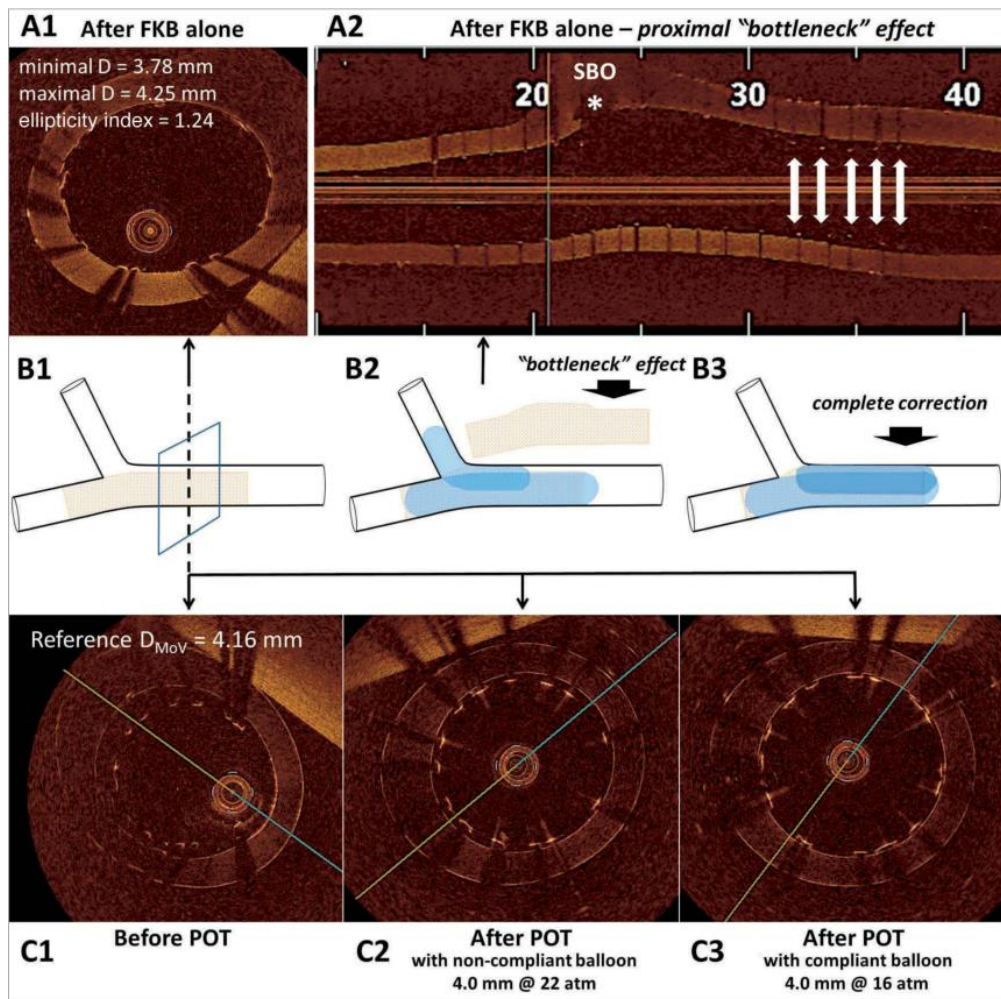 A1 After FKB alone
A2 After FKB alone – proximal “bottleneck” effect
minimal D = 3.78 mm
maximal D = 4.25 mm
ellipticity index = 1.24
SBO
20 * 30 40
B1
B2 “bottleneck” effect
B3
complete correction
Reference DMoV = 4.16 mm
C1 Before POT
C2 After POT
with non-compliant balloon
4.0 mm @ 22 atm
C3 After POT
with compliant balloon
4.0 mm @ 16 atm